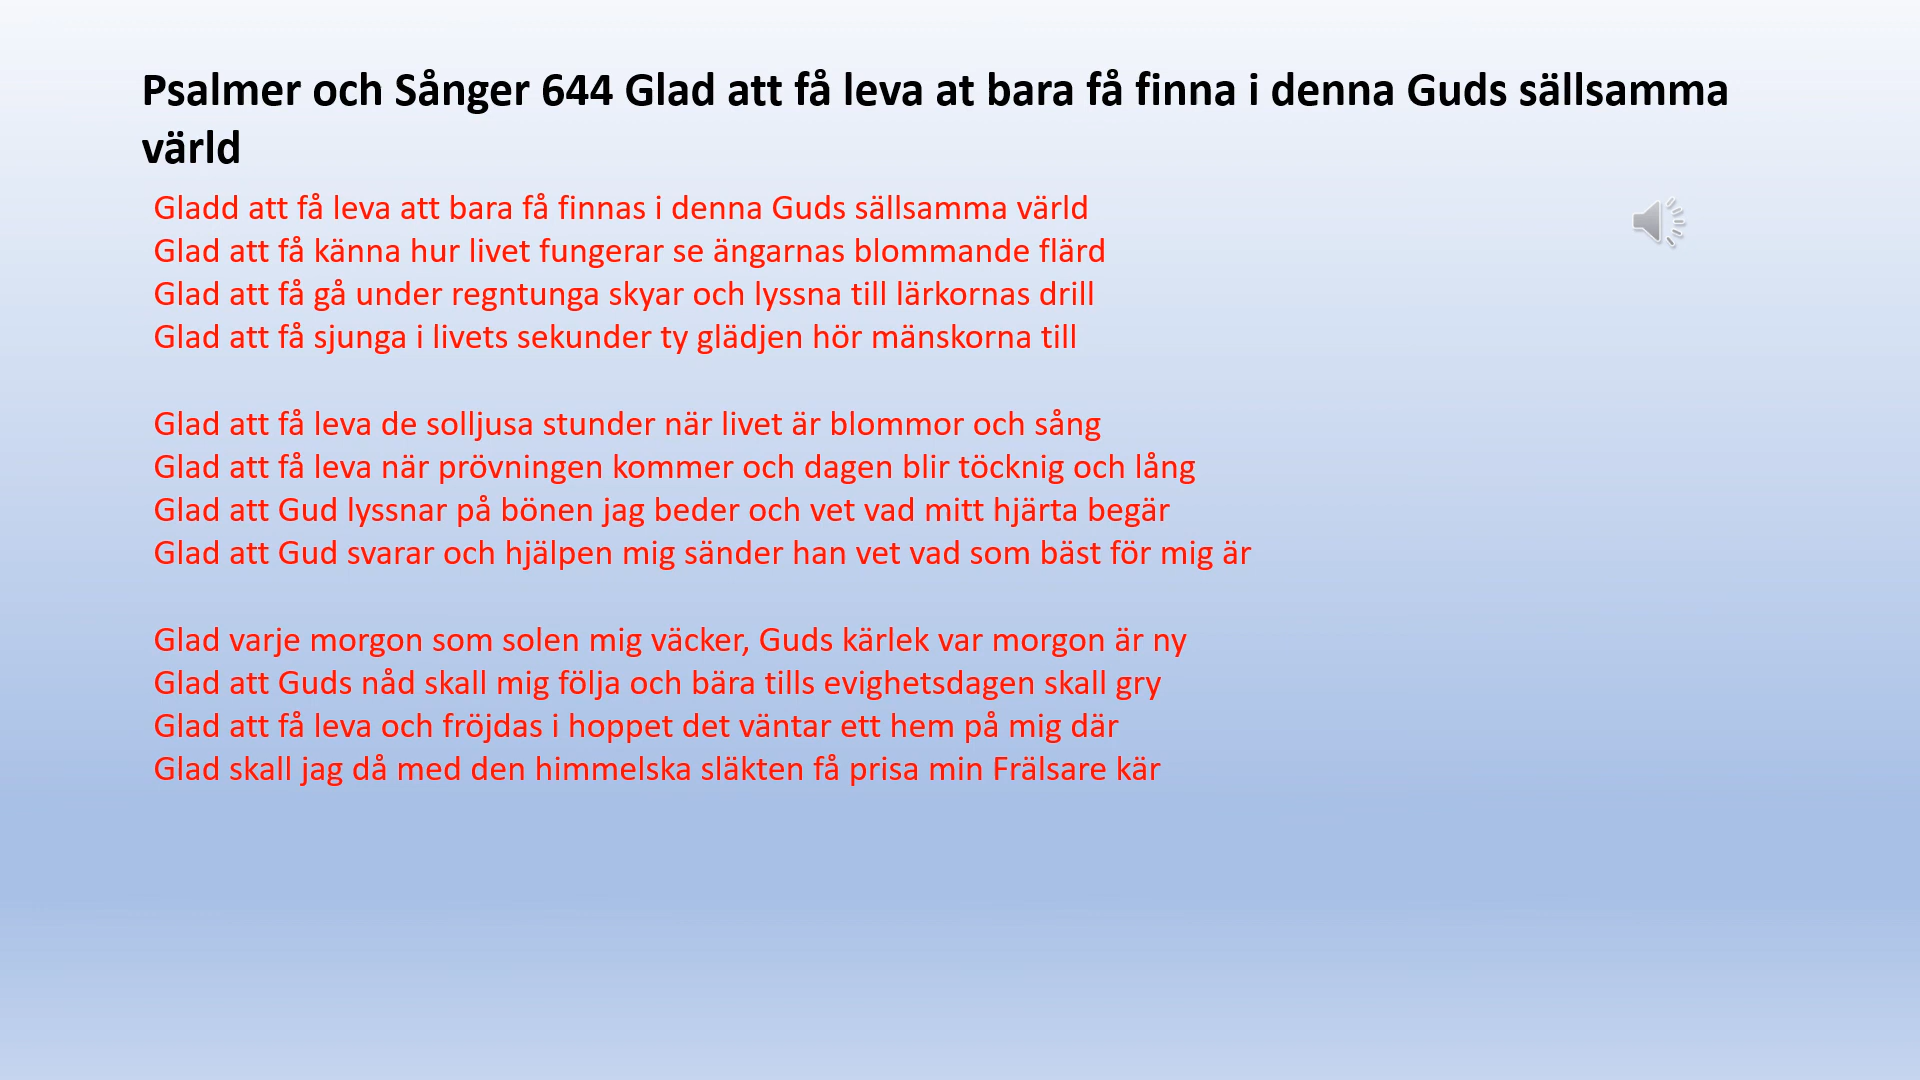 Psalmer och Sånger 644 Glad att få leva at bara få finna i denna Guds sällsamma
värld
Gladd att få leva att bara få finnas i denna Guds sällsamma värld
Glad att få känna hur livet fungerar se ängarnas blommande flärd
Glad att få gå under regntunga skyar och lyssna till lärkornas drill
Glad att få sjunga i livets sekunder ty glädjen hör mänskorna till
Glad att få leva de solljusa stunder när livet är blommor och sång
Glad att få leva när prövningen kommer och dagen blir töcknig och lång
Glad att Gud lyssnar på bönen jag beder och vet vad mitt hjärta begär
Glad att Gud svarar och hjälpen mig sänder han vet vad som bäst för mig är
Glad varje morgon som solen mig väcker, Guds kärlek var morgon är ny
Glad att Guds nåd skall mig följa och bära tills evighetsdagen skall gry
Glad att få leva och fröjdas i hoppet det väntar ett hem på mig där
Glad skall jag då med den himmelska släkten få prisa min Frälsare kär